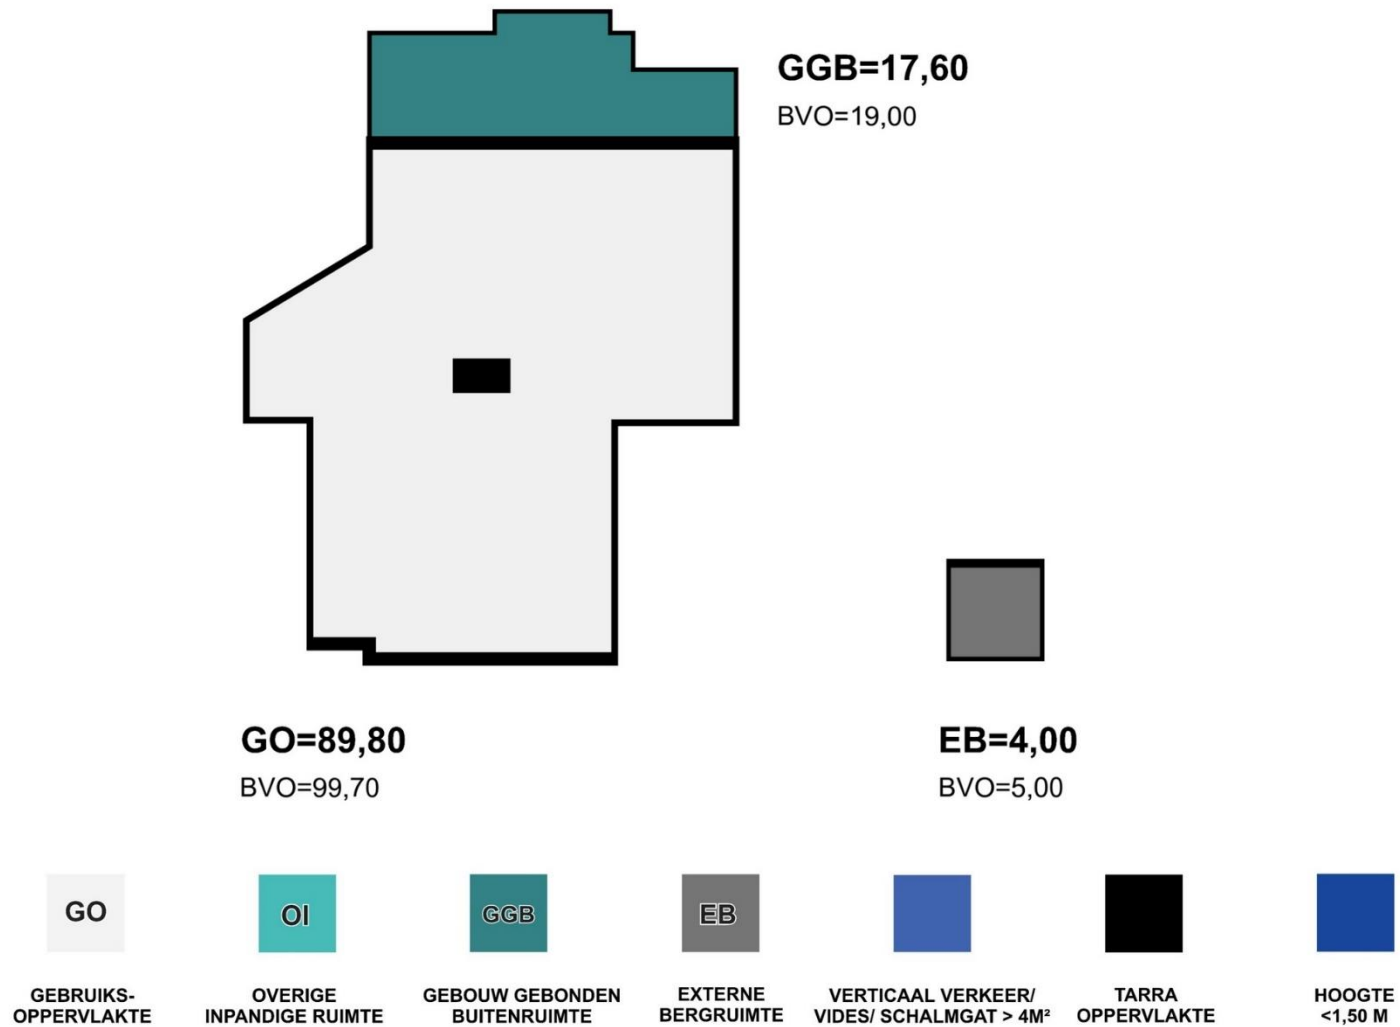 GGB=17,60
BVO=19,00
GO=89,80
BVO=99,70
EB=4,00
BVO=5,00
GO
OI
GGB
EB
GEBRUIKS-
OPPERVLAKTE
OVERIGE
INPANDIGE RUIMTE
GEBOUW GEBONDEN
BUITENRUIMTE
EXTERNE
BERGRUIMTE
VERTICAAL VERKEER/
VIDES/ SCHALMGAT > 4M²
TARRA
OPPERVLAKTE
HOOGTE
<1,50 M